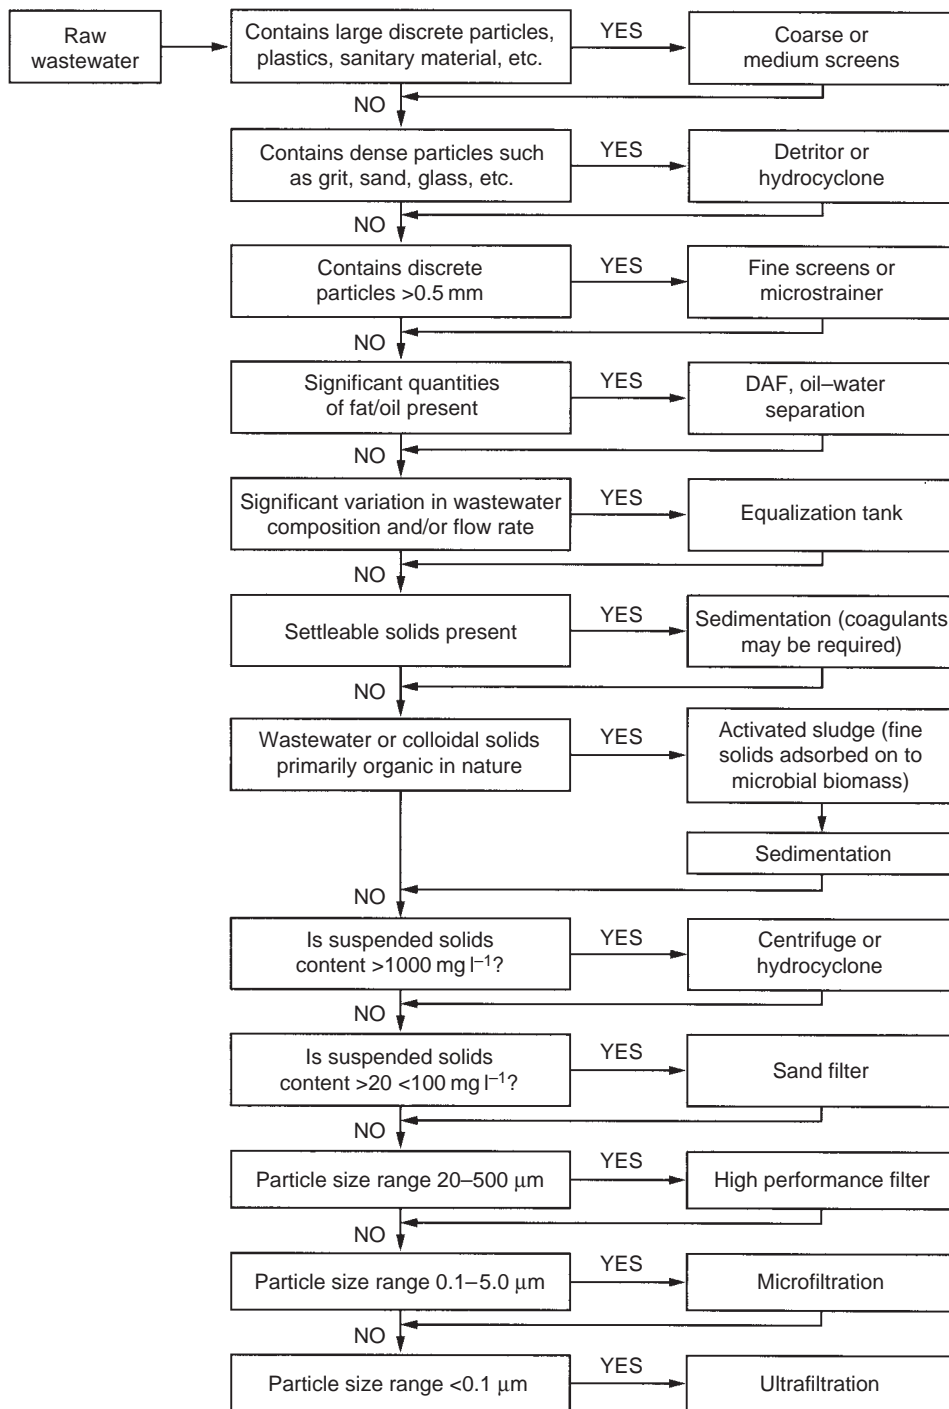 Raw
wastewater
Contains large discrete particles,
plastics, sanitary material, etc.
YES
Coarse or
medium screens
NO
Contains dense particles such
as grit, sand, glass, etc.
YES
Detritor or
hydrocyclone
NO
Contains discrete
particles >0.5 mm
YES
Fine screens or
microstrainer
NO
Significant quantities
of fat/oil present
YES
DAF, oil–water
separation
NO
Significant variation in wastewater
composition and/or flow rate
YES
Equalization tank
NO
Settleable solids present
YES
Sedimentation (coagulants
may be required)
NO
Wastewater or colloidal solids
primarily organic in nature
YES
Activated sludge (fine
solids adsorbed on to
microbial biomass)
Sedimentation
NO
Is suspended solids
content >1000 mg l⁻¹?
YES
Centrifuge or
hydrocyclone
NO
Is suspended solids
content >20 <100 mg l⁻¹?
YES
Sand filter
NO
Particle size range 20–500 μm
YES
High performance filter
NO
Particle size range 0.1–5.0 μm
YES
Microfiltration
NO
Particle size range <0.1 μm
YES
Ultrafiltration